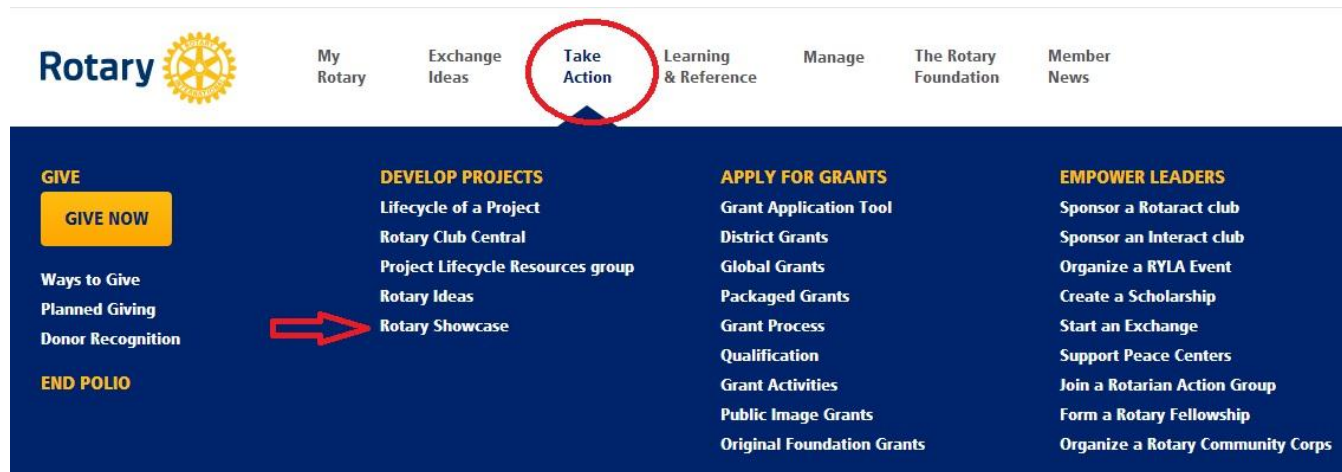 Rotary
ROTARY
INTERNATIONAL
My
Rotary
Exchange
Ideas
Take
Action
Learning
& Reference
Manage
The Rotary
Foundation
Member
News
GIVE
GIVE NOW
Ways to Give
Planned Giving
Donor Recognition
END POLIO
DEVELOP PROJECTS
Lifecycle of a Project
Rotary Club Central
Project Lifecycle Resources group
Rotary Ideas
Rotary Showcase
APPLY FOR GRANTS
Grant Application Tool
District Grants
Global Grants
Packaged Grants
Grant Process
Qualification
Grant Activities
Public Image Grants
Original Foundation Grants
EMPOWER LEADERS
Sponsor a Rotaract club
Sponsor an Interact club
Organize a RYLA Event
Create a Scholarship
Start an Exchange
Support Peace Centers
Join a Rotarian Action Group
Form a Rotary Fellowship
Organize a Rotary Community Corps